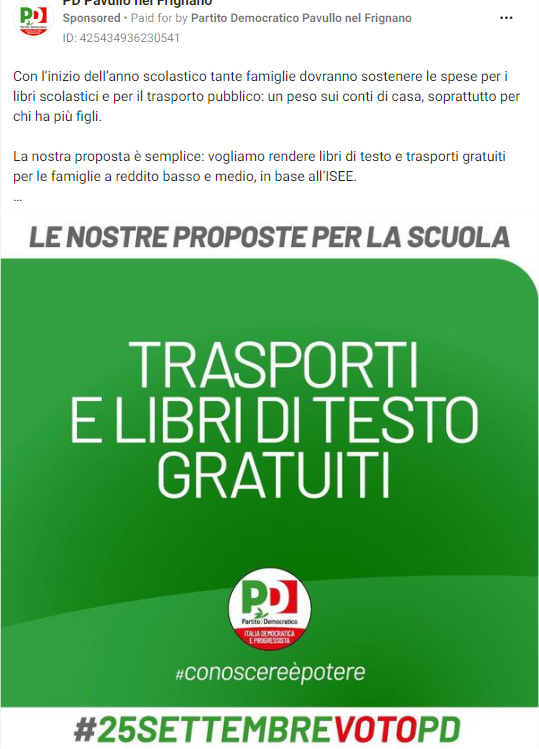 PD Pavullo nel Frignano
Sponsored • Paid for by Partito Democratico Pavullo nel Frignano
ID: 425434936230541
Con l'inizio dell'anno scolastico tante famiglie dovranno sostenere le spese per i
libri scolastici e per il trasporto pubblico: un peso sui conti di casa, soprattutto per
chi ha più figli.
La nostra proposta è semplice: vogliamo rendere libri di testo e trasporti gratuiti
per le famiglie a reddito basso e medio, in base all'ISEE.
...
LE NOSTRE PROPOSTE PER LA SCUOLA
TRASPORTI
E LIBRI DI TESTO
GRATUITI
PD
Partito Democratico
ITALIA DEMOCRATICA
E PROGRESSISTA
#conoscereèpotere
#25SETTEMBREVOTOPD